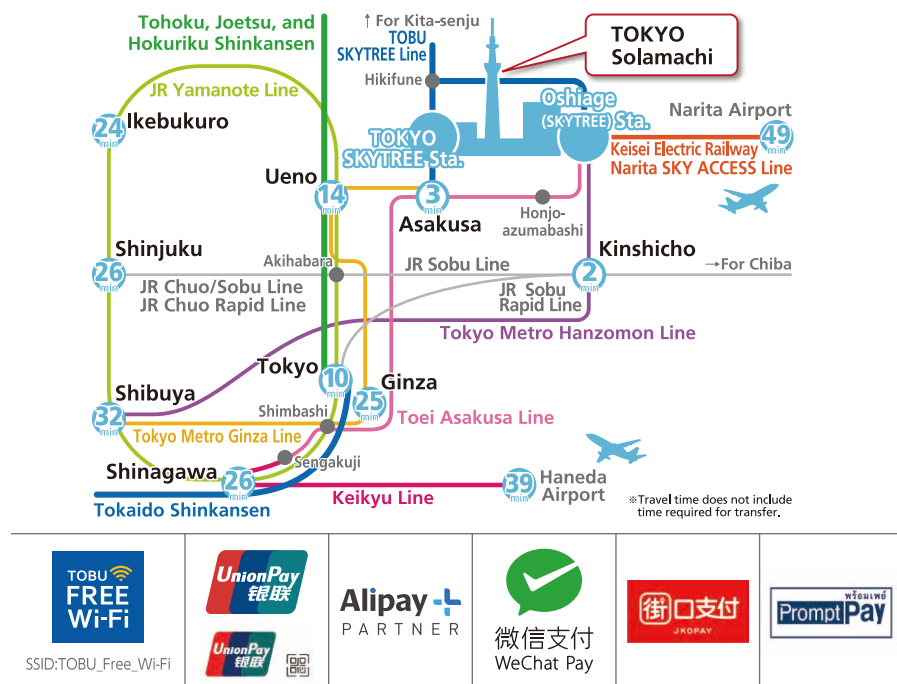 Tohoku, Joetsu, and
Hokuriku Shinkansen
↑ For Kita-senju
TOBU
SKYTREE Line
TOKYO
Solamachi
Hikifune
JR Yamanote Line
Oshiage
(SKYTREE) Sta.
Narita Airport
24
min
Ikebukuro
TOKYO
SKYTREE Sta.
49
min
Keisei Electric Railway
Narita SKY ACCESS Line
Ueno
14
min
3
min
Asakusa
Honjo-
azumabashi
Shinjuku
26
min
Akihabara
JR Sobu Line
Kinshicho
2
min
→For Chiba
JR Chuo/Sobu Line
JR Chuo Rapid Line
JR Sobu
Rapid Line
Tokyo Metro Hanzomon Line
Tokyo
10
min
Ginza
25
min
Shibuya
32
min
Shimbashi
Toei Asakusa Line
Tokyo Metro Ginza Line
Sengakuji
Shinagawa
26
min
39
min
Haneda
Airport
Keikyu Line
Tokaido Shinkansen
※Travel time does not include
time required for transfer.
TOBU
FREE
Wi-Fi
SSID:TOBU_Free_Wi-Fi
UnionPay
银联
UnionPay
银联
Alipay+
PARTNER
微信支付
WeChat Pay
街口支付
JKOPAY
พร้อมเพย์
PromptPay